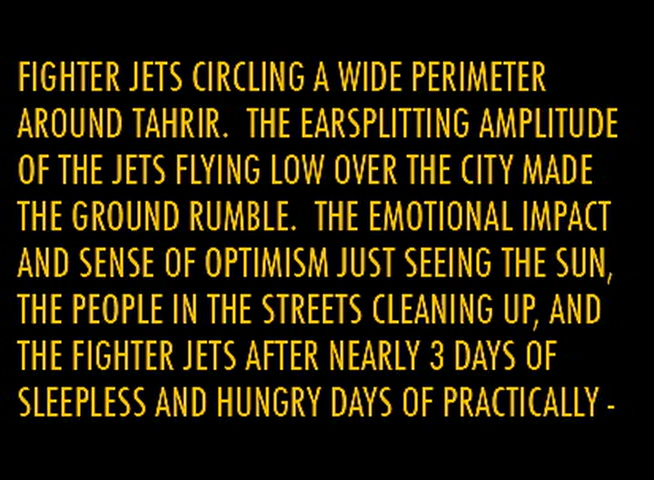 FIGHTER JETS CIRCLING A WIDE PERIMETER
AROUND TAHRIR.  THE EARSPLITTING AMPLITUDE
OF THE JETS FLYING LOW OVER THE CITY MADE
THE GROUND RUMBLE.  THE EMOTIONAL IMPACT
AND SENSE OF OPTIMISM JUST SEEING THE SUN,
THE PEOPLE IN THE STREETS CLEANING UP, AND
THE FIGHTER JETS AFTER NEARLY 3 DAYS OF
SLEEPLESS AND HUNGRY DAYS OF PRACTICALLY -